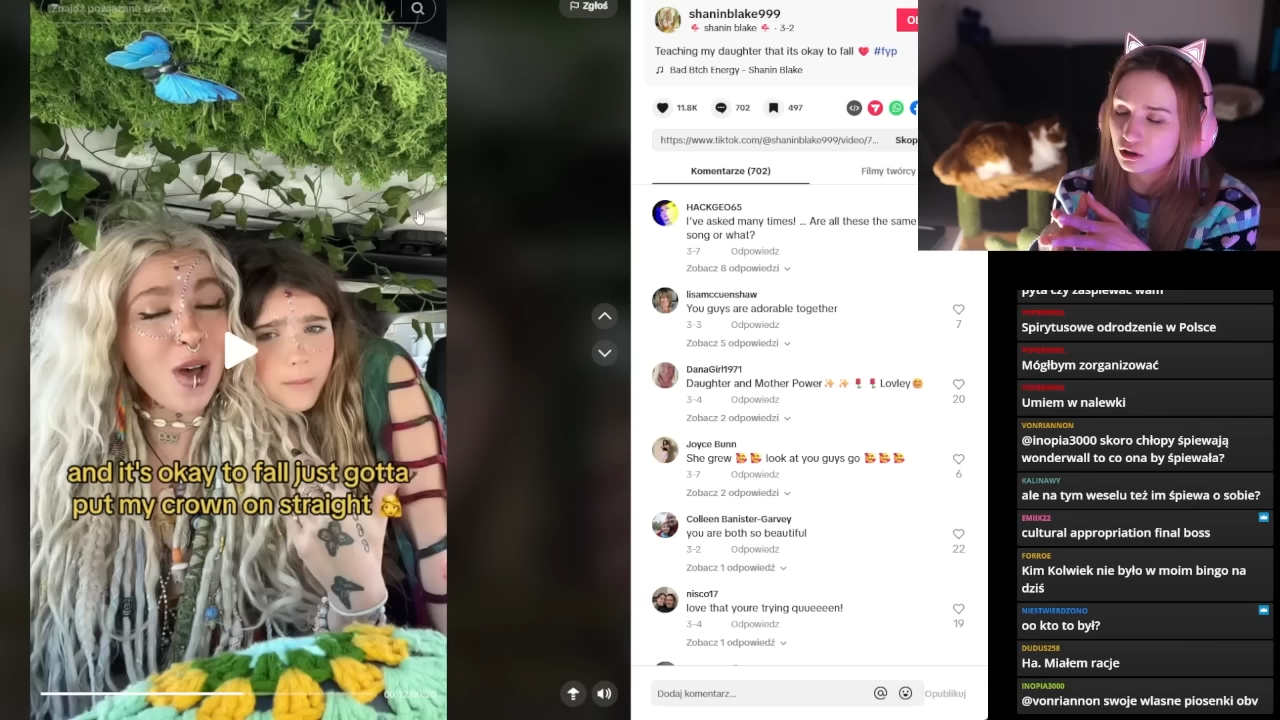 Znajdź powiązane treści
Zgłoś
and it's okay to fall just gotta
put my crown on straight
shaninblake999
shanin blake · 3-2
Teaching my daughter that its okay to fall ❤️ #fyp
Bad Btch Energy - Shanin Blake
11.8K
702
497
https://www.tiktok.com/@shaninblake999/video/7...
Skop
Komentarze (702)
Filmy twórcy
HACKGEO65
I've asked many times! ... Are all these the same
song or what?
3-7 Odpowiedz
Zobacz 8 odpowiedzi
lisamccuenshaw
You guys are adorable together
3-3 Odpowiedz
7
Zobacz 5 odpowiedzi
DanaGirl1971
Daughter and Mother Power✨✨🌹🌹Lovley😊
3-4 Odpowiedz
20
Zobacz 2 odpowiedzi
Joyce Bunn
She grew 🥰🥰 look at you guys go 🥰🥰🥰
3-7 Odpowiedz
6
Zobacz 2 odpowiedzi
Colleen Banister-Garvey
you are both so beautiful
3-2 Odpowiedz
22
Zobacz 1 odpowiedź
nisco17
love that youre trying quueeeen!
3-4 Odpowiedz
19
Zobacz 1 odpowiedź
Dodaj komentarz...
Opublikuj
pyta czy zaśpiewać wam
Spirytusowe odrodzenie w Polsce
Mógłbym zorganizować
Umiem w nalewki
VONRIANNON
@inopia3000 skoro chłopy śpiewają
wonderwall to co ona by śpiewała?
KALINAWY
ale na tym weselu też im śpiewa o sobie?
EMIIX22
cultural appropriation final boss
FORROE
Kim Kolwiek nie było w moim bingo na
dziś
NIESTWIERDZONO
oo kto to był?
DUDUS258
Ha. Miałem rację
INOPIA3000
@vonriannon swoje własne piosenki obv